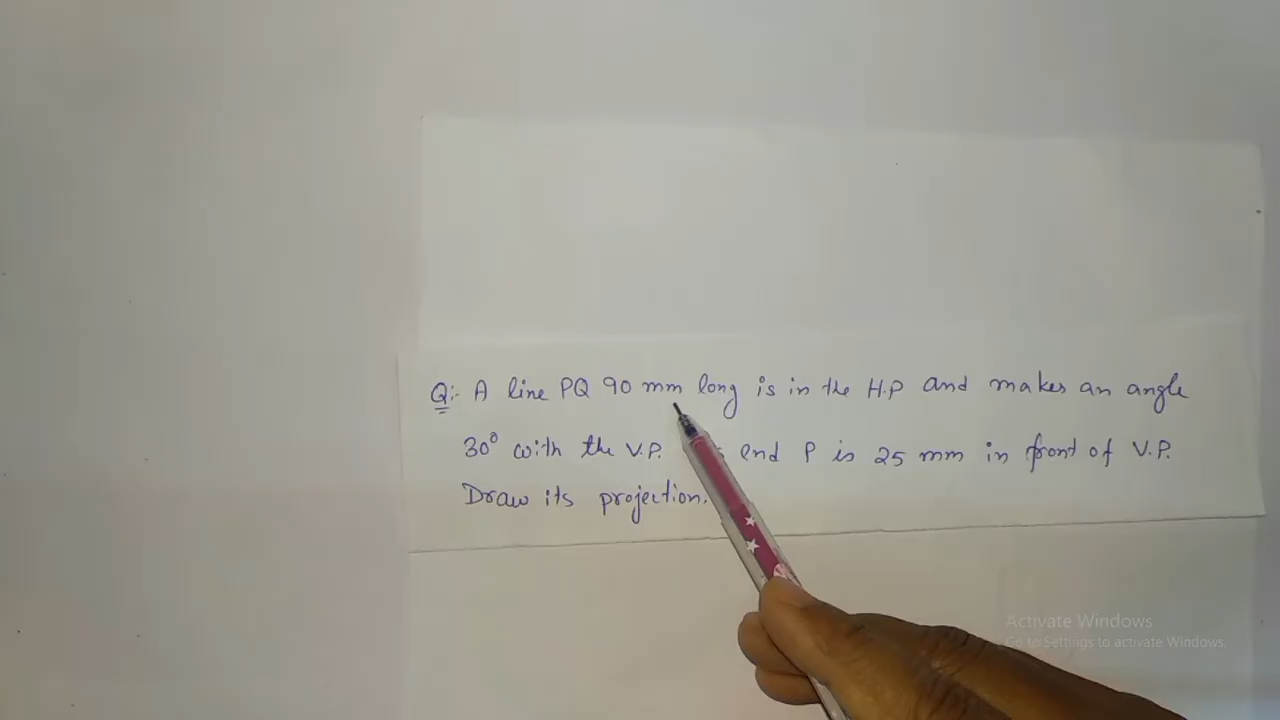 Q:- A line PQ 90 mm long is in the H.P and makes an angle
30° with the V.P. end P is 25 mm in front of V.P.
Draw its projection.
Activate Windows
Go to Settings to activate Windows.